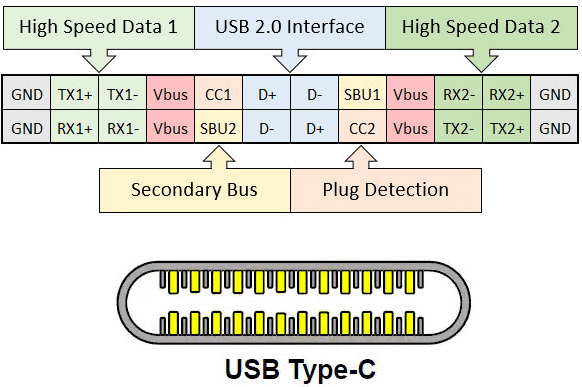 High Speed Data 1 USB 2.0 Interface High Speed Data 2
GND TX1+ TX1- Vbus CC1 D+ D- SBU1 Vbus RX2- RX2+ GND
GND RX1+ RX1- Vbus SBU2 D- D+ CC2 Vbus TX2- TX2+ GND
Secondary Bus Plug Detection
USB Type-C